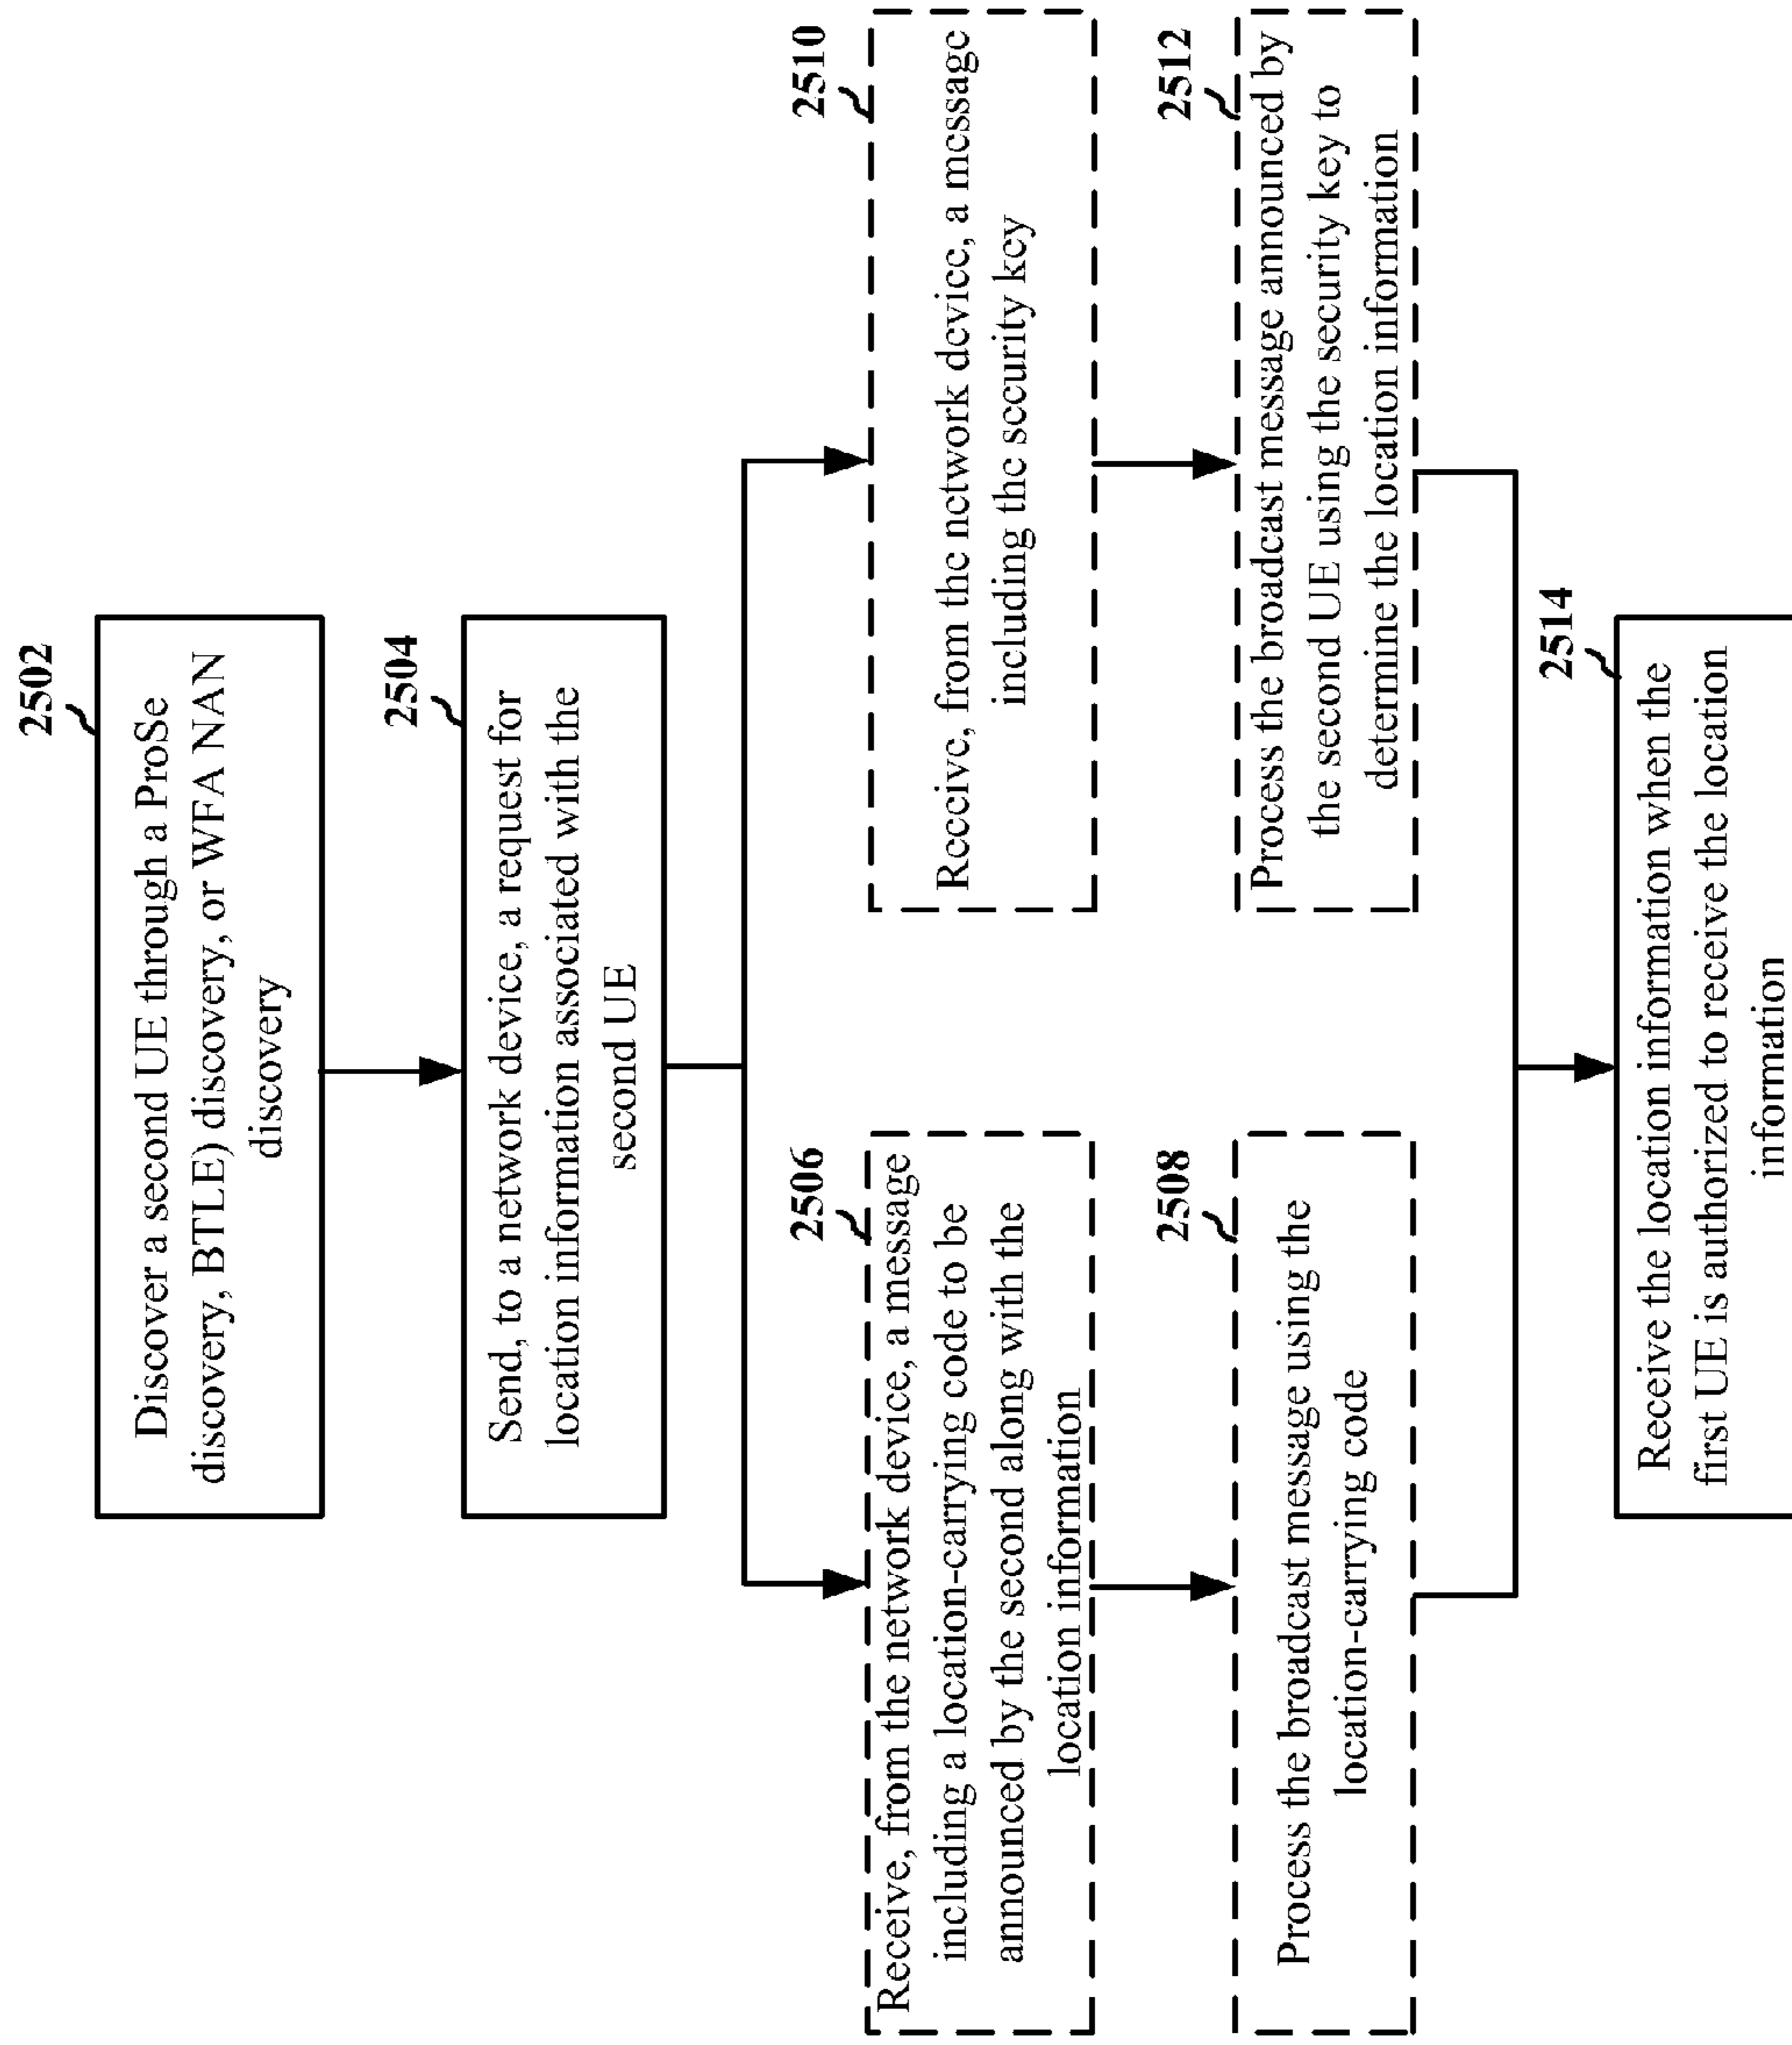 2502
Discover a second UE through a ProSe
discovery, BTLE) discovery, or WFA NAN
discovery
2504
Send, to a network device, a request for
location information associated with the
second UE
2506
Receive, from the network device, a message
including a location-carrying code to be
announced by the second along with the
location information
2508
Process the broadcast message using the
location-carrying code
2510
Receive, from the network device, a message
including the security key
2512
Process the broadcast message announced by
the second UE using the security key to
determine the location information
2514
Receive the location information when the
first UE is authorized to receive the location
information